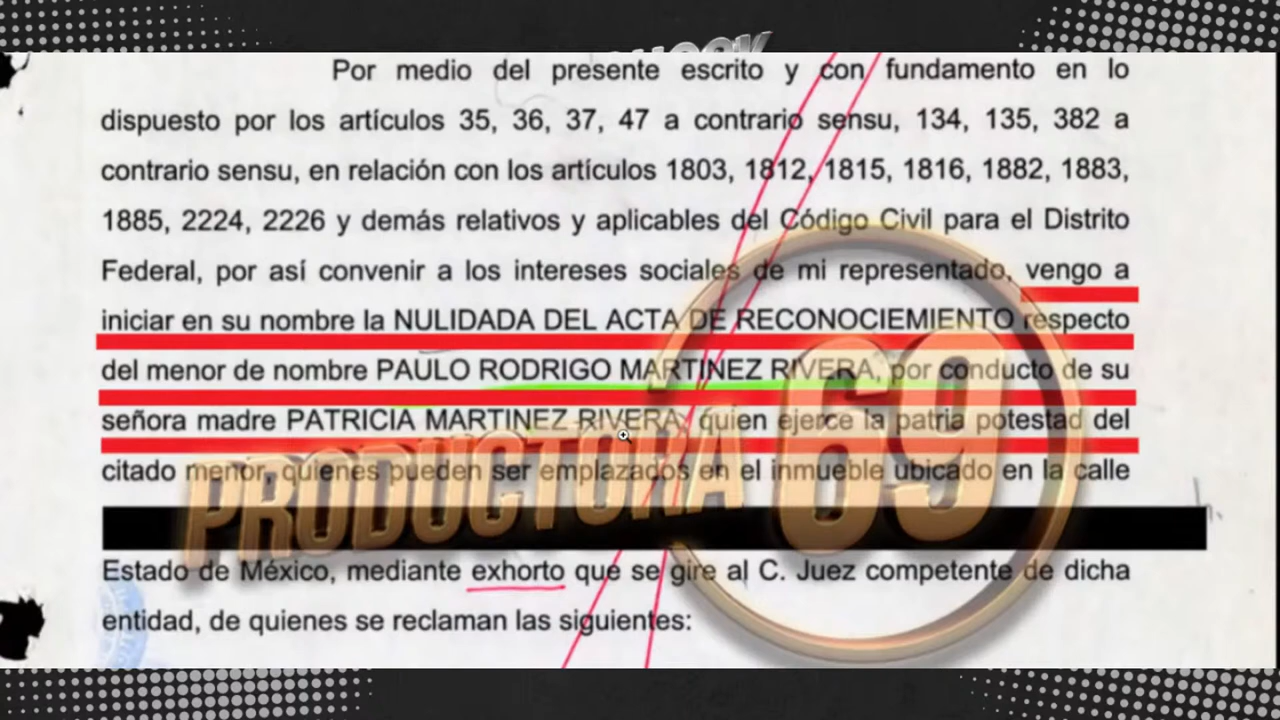 Por medio del presente escrito y con fundamento en lo
dispuesto por los artículos 35, 36, 37, 47 a contrario sensu, 134, 135, 382 a
contrario sensu, en relación con los artículos 1803, 1812, 1815, 1816, 1882, 1883,
1885, 2224, 2226 y demás relativos y aplicables del Código Civil para el Distrito
Federal, por así convenir a los intereses sociales de mi representado, vengo a
iniciar en su nombre la NULIDADA DEL ACTA DE RECONOCIEMIENTO respecto
del menor de nombre PAULO RODRIGO MARTINEZ RIVERA, por conducto de su
señora madre PATRICIA MARTINEZ RIVERA, quien ejerce la patria potestad del
citado menor, quienes pueden ser emplazados en el inmueble ubicado en la calle
Estado de México, mediante exhorto que se gire al C. Juez competente de dicha
entidad, de quienes se reclaman las siguientes:
PRODUCTORA 69